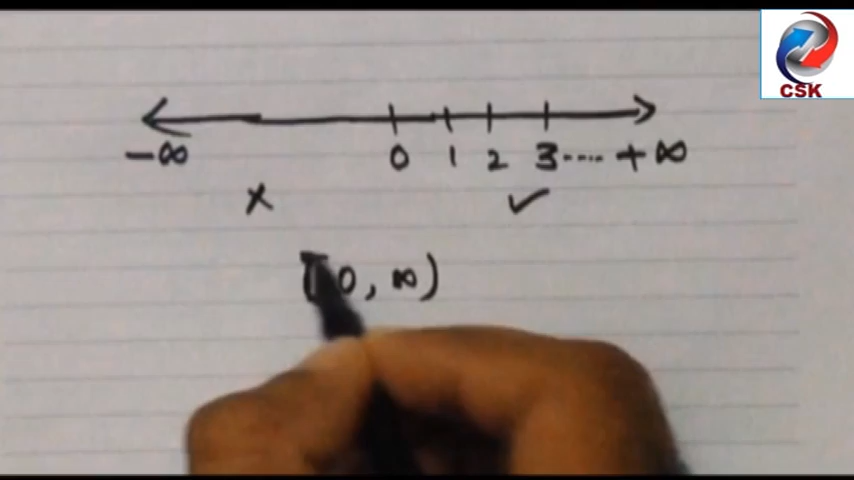 CSK
-∞ 0 1 2 3 .... +∞
× ✓
[0, ∞)